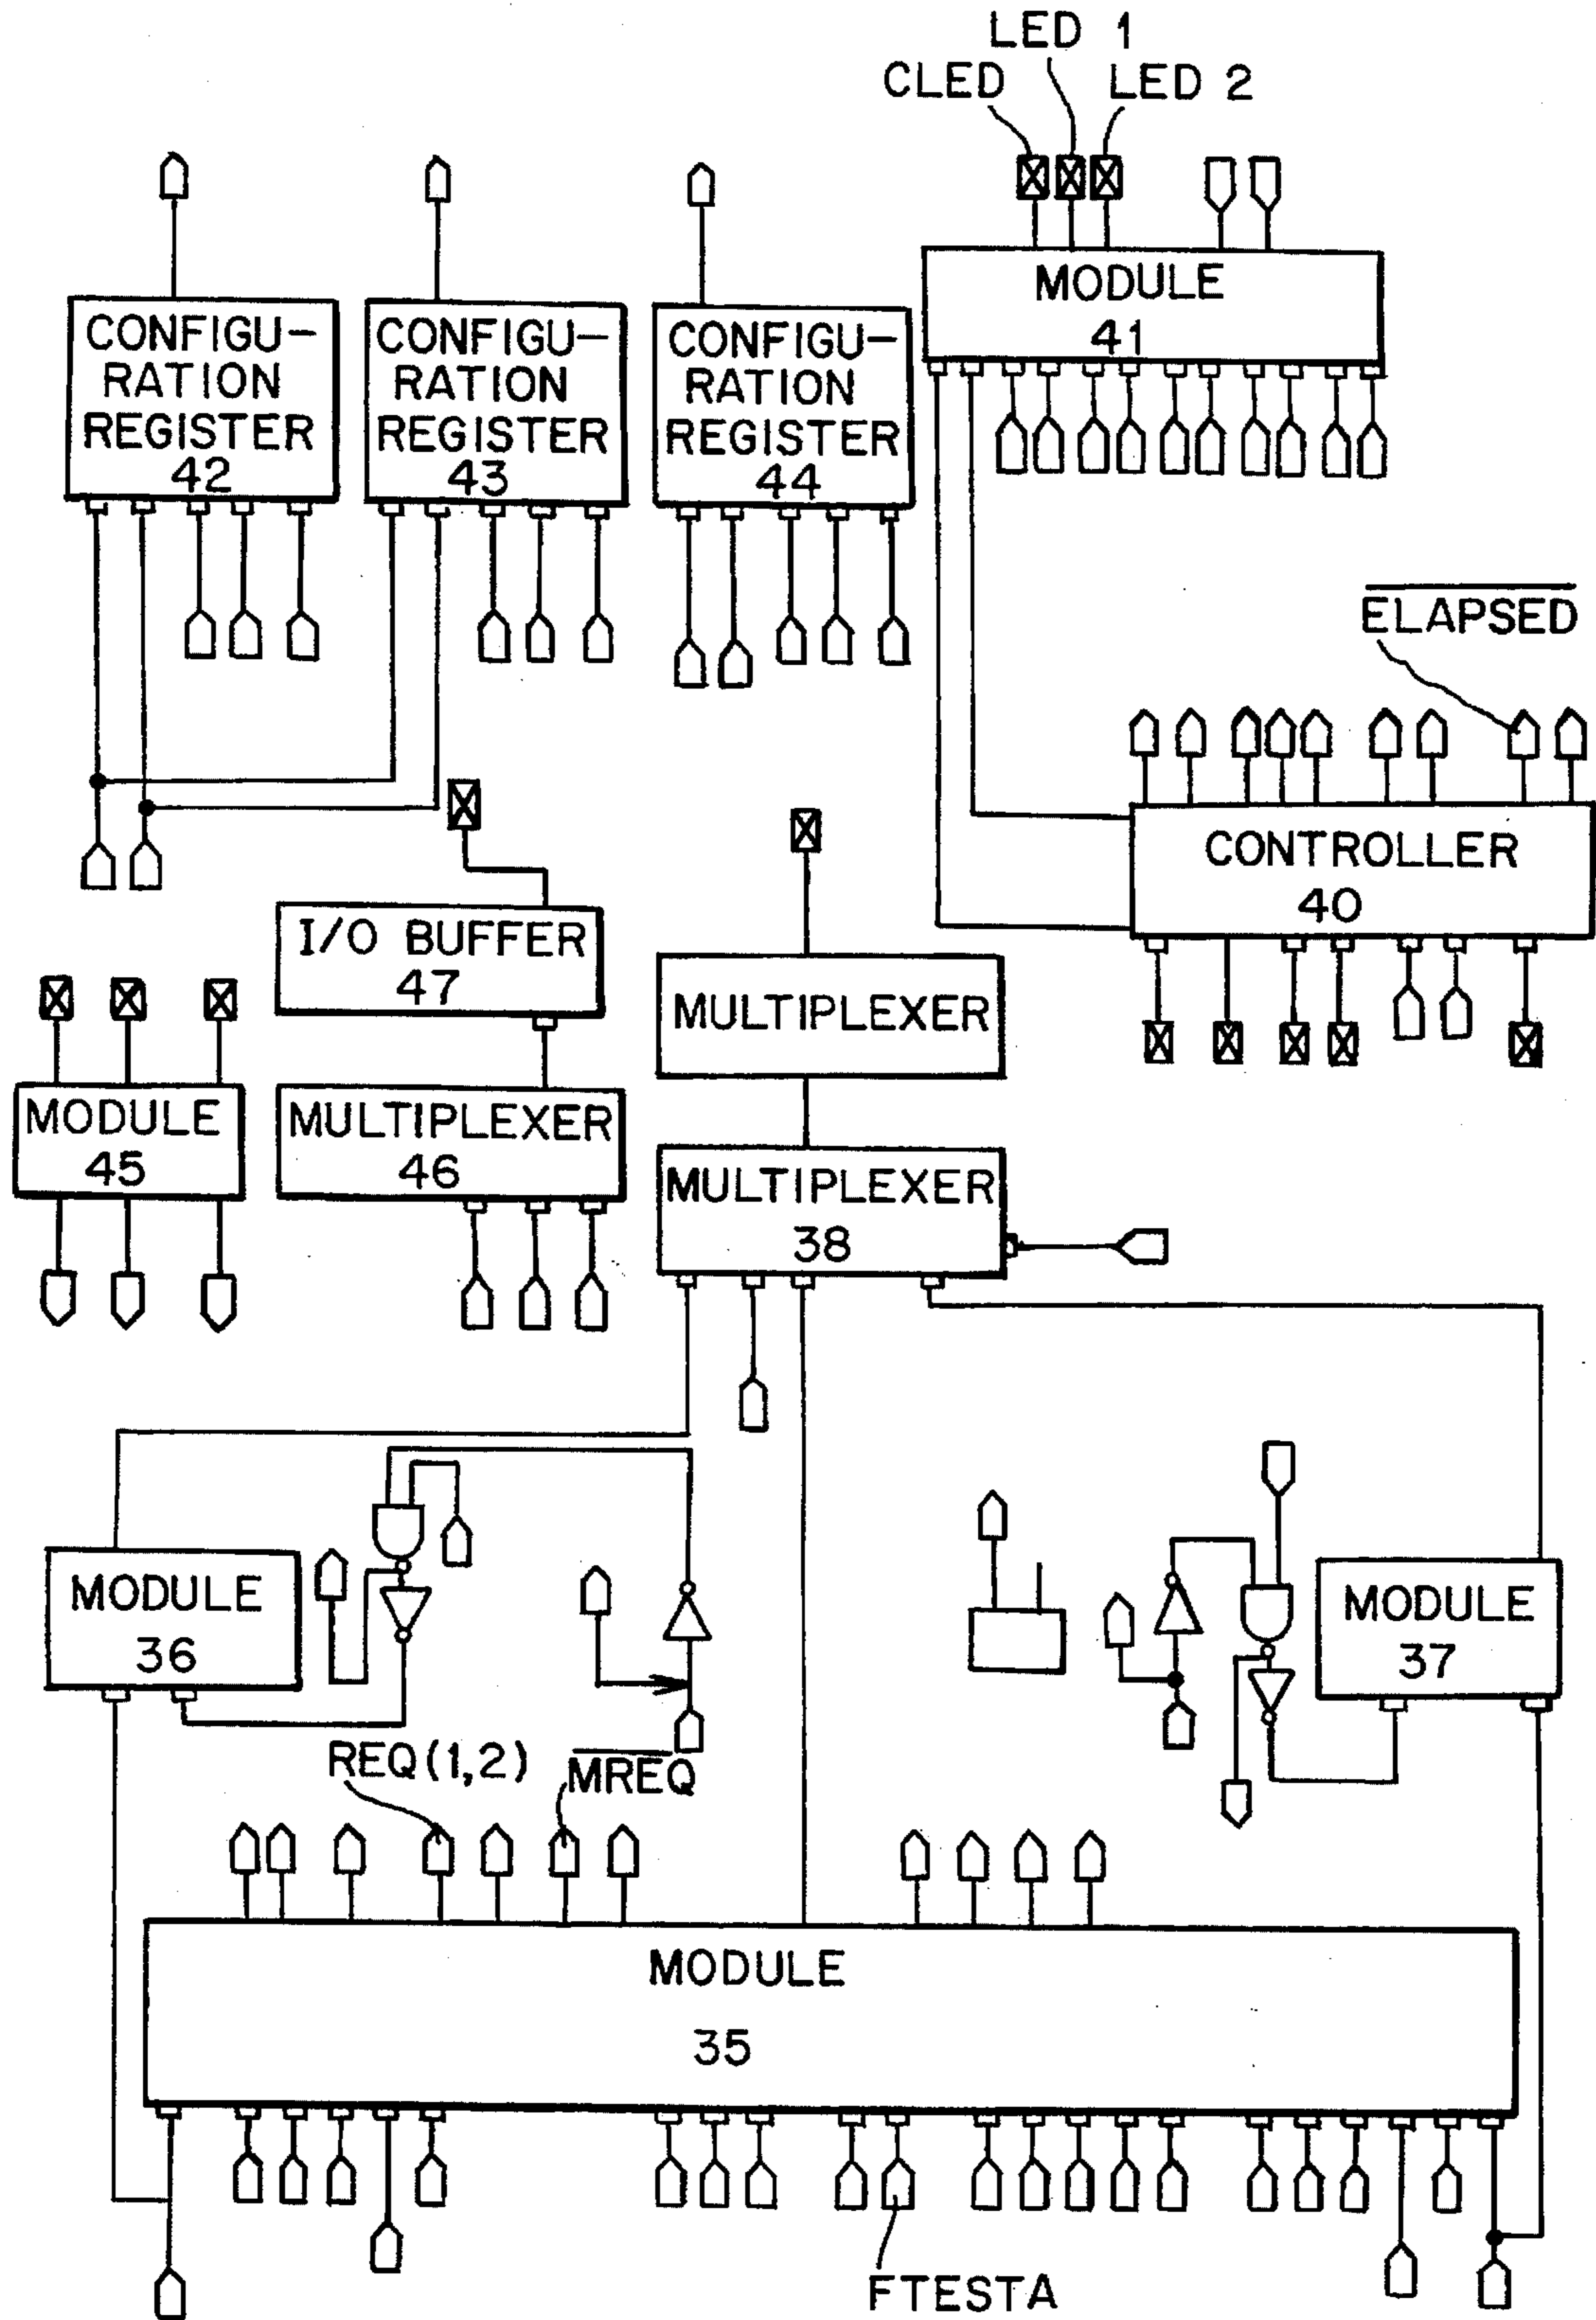 LED 1
CLED
LED 2
MODULE
41
CONFIGU-
RATION
REGISTER
42
CONFIGU-
RATION
REGISTER
43
CONFIGU-
RATION
REGISTER
44
ELAPSED
CONTROLLER
40
I/O BUFFER
47
MULTIPLEXER
MODULE
45
MULTIPLEXER
46
MULTIPLEXER
38
MODULE
36
MODULE
37
REQ(1,2)
MREQ
MODULE
35
FTESTA